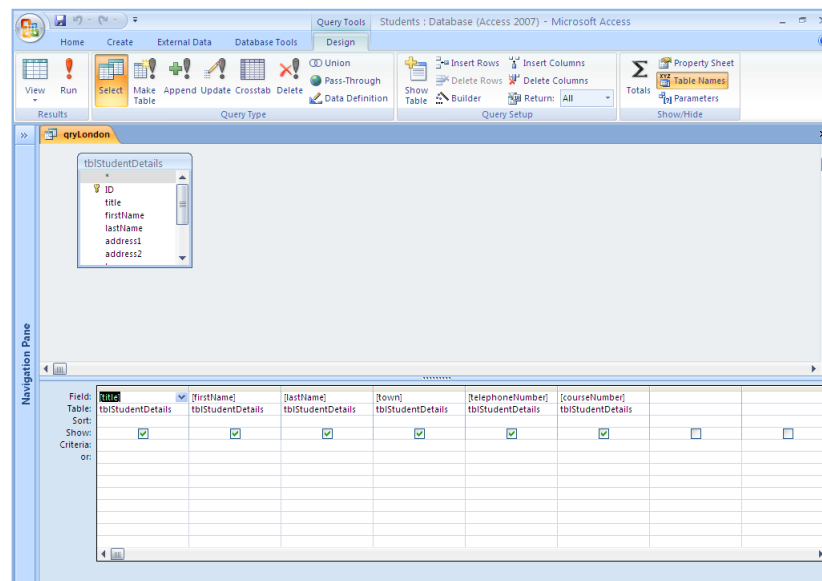 Query Tools Students : Database (Access 2007) - Microsoft Access
Home Create External Data Database Tools Design
View
Run
Select
Make Table
Append
Update
Crosstab
Delete
Union
Pass-Through
Data Definition
Show Table
Insert Rows
Delete Rows
Builder
Insert Columns
Delete Columns
Return: All
Σ
Totals
Property Sheet
XYZ Table Names
[?] Parameters
Results Query Type Query Setup Show/Hide
» qryLondon
tblStudentDetails
*
ID
title
firstName
lastName
address1
address2
Navigation Pane
Field: [title] [firstName] [lastName] [town] [telephoneNumber] [courseNumber]
Table: tblStudentDetails tblStudentDetails tblStudentDetails tblStudentDetails tblStudentDetails tblStudentDetails
Sort:
Show:
Criteria:
or: